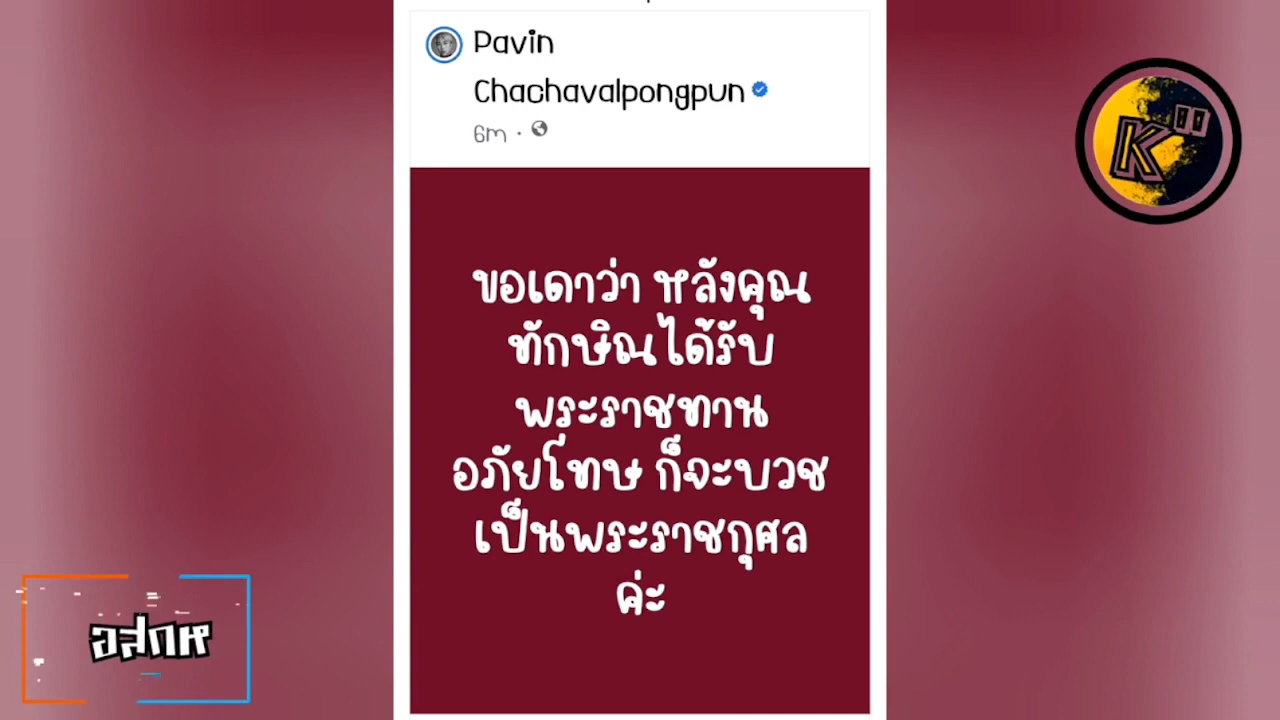 Pavin
Chachavalpongpun
6m ·
K"
ขอเดาว่า หลังคุณ
ทักษิณได้รับ
พระราชทาน
อภัยโทษ ก็จะบวช
เป็นพระราชกุศล
ค่ะ
อสกห